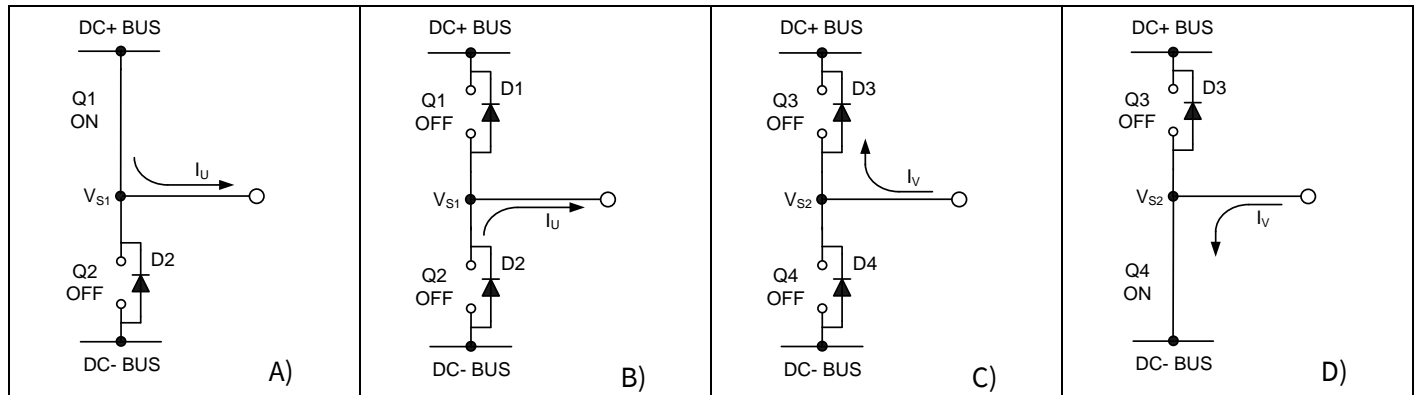 DC+ BUS
Q1
ON
I_U
V_S1
D2
Q2
OFF
DC- BUS
A)
DC+ BUS
D1
Q1
OFF
V_S1
I_U
D2
Q2
OFF
DC- BUS
B)
DC+ BUS
D3
Q3
OFF
I_V
V_S2
D4
Q4
OFF
DC- BUS
C)
DC+ BUS
D3
Q3
OFF
V_S2
I_V
Q4
ON
DC- BUS
D)